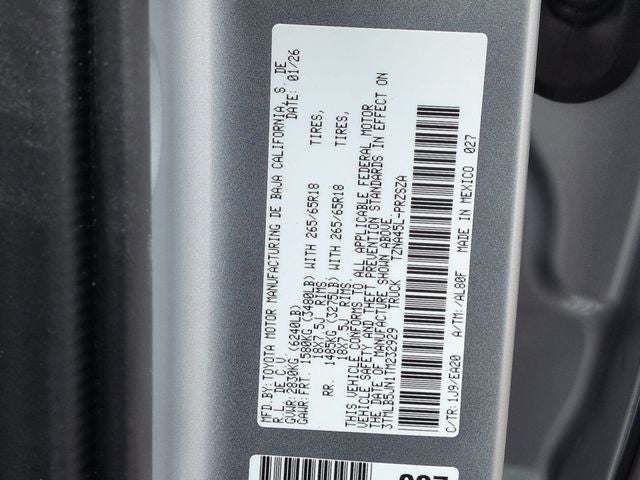 MFD.BY:TOYOTA MOTOR MANUFACTURING DE BAJA CALIFORNIA, S. DE
R.L. DE C.V. DATE: 01/26
GVWR: 2830KG (6240LB)
GAWR:FRT. 1580KG (3480LB) WITH 265/65R18 TIRES,
18X7.5J RIMS,
RR. 1485KG (3275LB) WITH 265/65R18 TIRES,
18X7.5J RIMS,
THIS VEHICLE CONFORMS TO ALL APPLICABLE FEDERAL MOTOR
VEHICLE SAFETY AND THEFT PREVENTION STANDARDS IN EFFECT ON
THE DATE OF MANUFACTURE SHOWN ABOVE.
3TMLB5JN1TM232929 TRUCK TZNA45L-PRZSZA
C/TR:1J9/EA20 A/TM:/AL80F MADE IN MEXICO 027